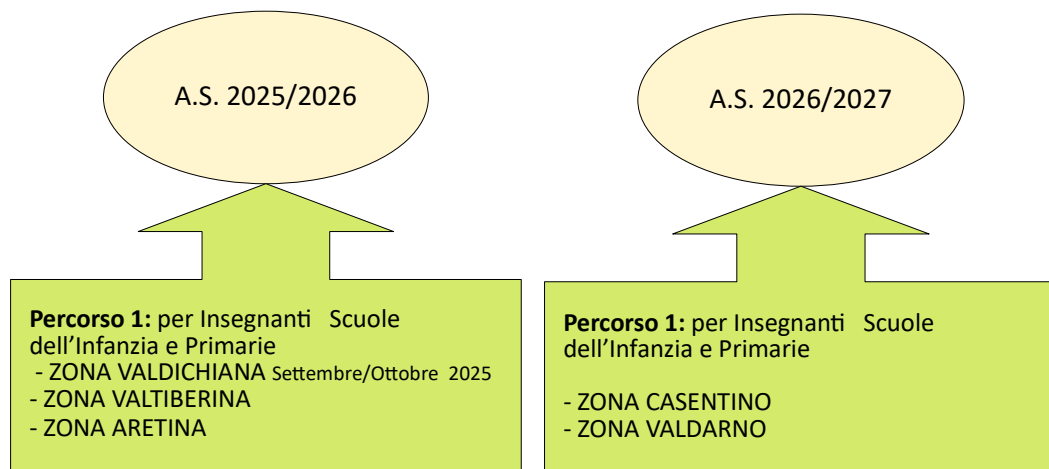 A.S. 2025/2026
A.S. 2026/2027
Percorso 1: per Insegnanti Scuole
dell’Infanzia e Primarie
- ZONA VALDICHIANA Settembre/Ottobre 2025
- ZONA VALTIBERINA
- ZONA ARETINA
Percorso 1: per Insegnanti Scuole
dell’Infanzia e Primarie
- ZONA CASENTINO
- ZONA VALDARNO